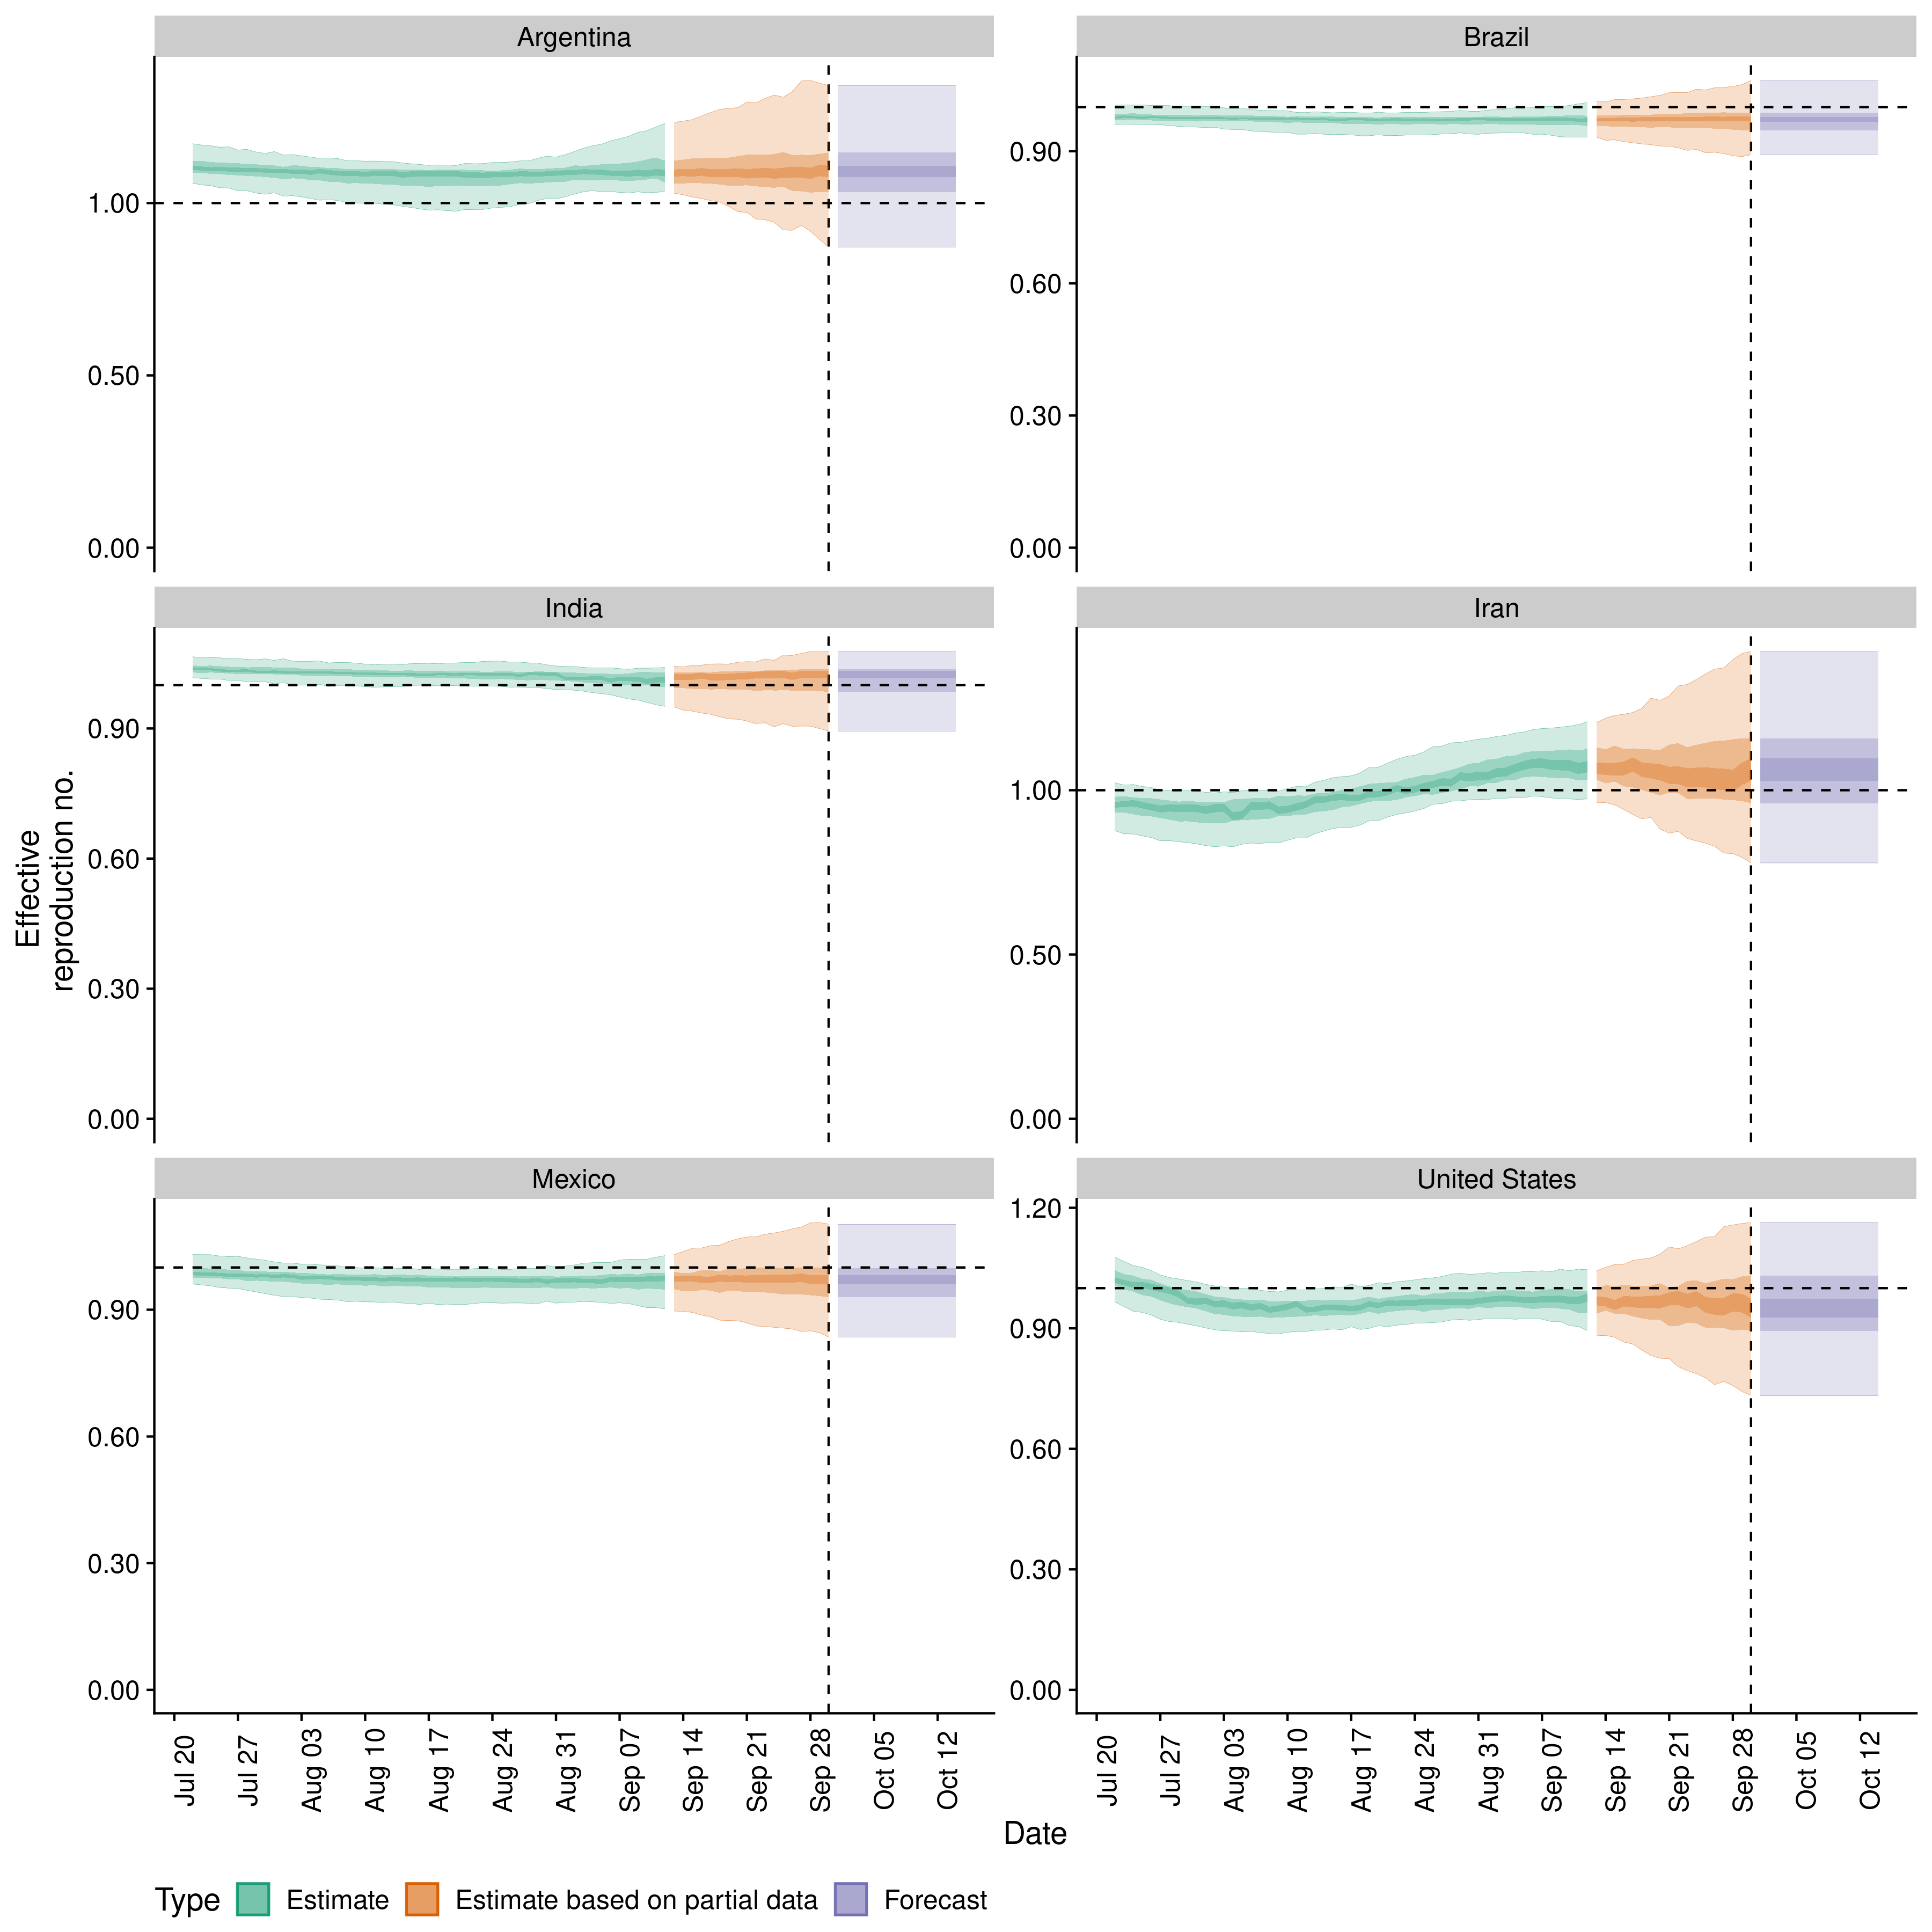 Argentina
Brazil
1.00
0.50
0.00
0.90
0.60
0.30
0.00
India
Iran
0.90
0.60
0.30
0.00
1.00
0.50
0.00
Effective
reproduction no.
Mexico
United States
0.90
0.60
0.30
0.00
1.20
0.90
0.60
0.30
0.00
Jul 20
Jul 27
Aug 03
Aug 10
Aug 17
Aug 24
Aug 31
Sep 07
Sep 14
Sep 21
Sep 28
Oct 05
Oct 12
Jul 20
Jul 27
Aug 03
Aug 10
Aug 17
Aug 24
Aug 31
Sep 07
Sep 14
Sep 21
Sep 28
Oct 05
Oct 12
Date
Type Estimate Estimate based on partial data Forecast